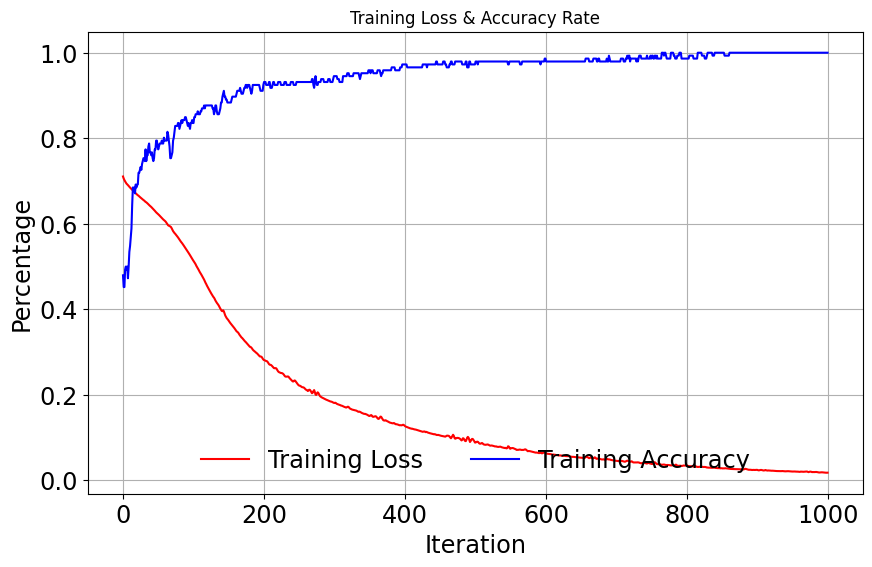 Training Loss & Accuracy Rate
1.0
0.8
0.6
0.4
0.2
0.0
Percentage
Training Loss
Training Accuracy
0 200 400 600 800 1000
Iteration